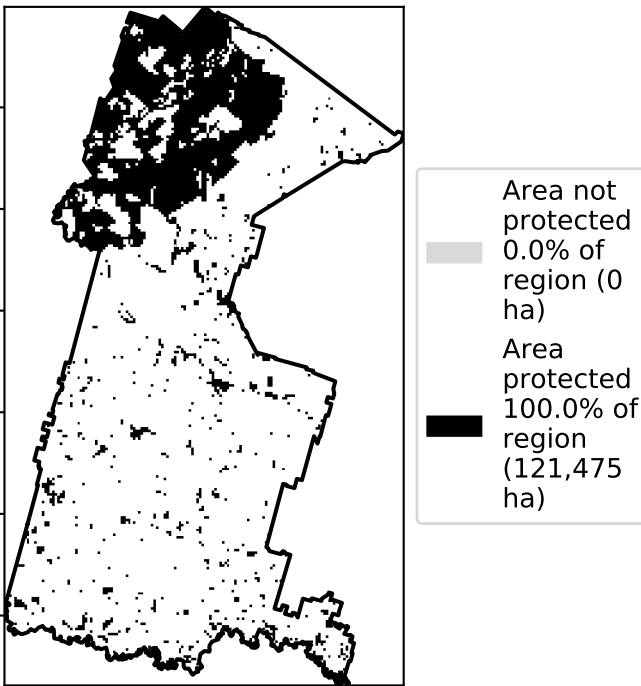 Area not
protected
0.0% of
region (0
ha)
Area
protected
100.0% of
region
(121,475
ha)